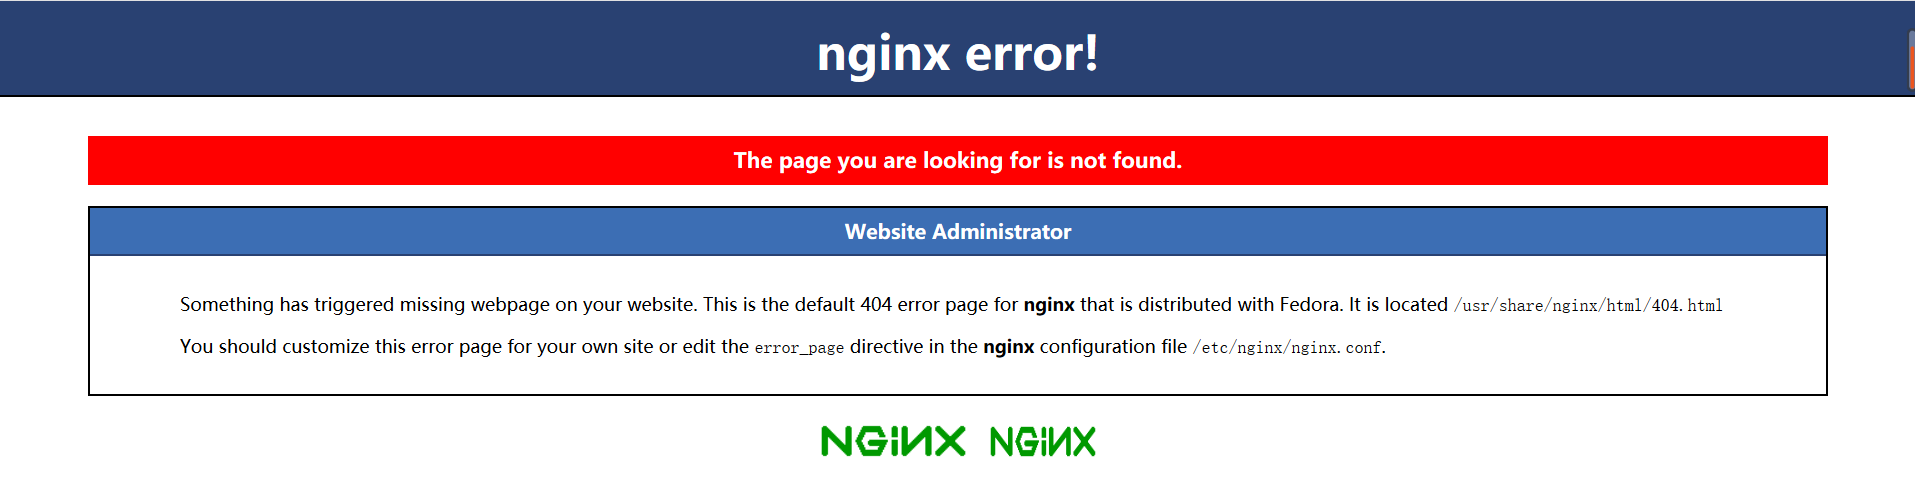 nginx error!
The page you are looking for is not found.
Website Administrator
Something has triggered missing webpage on your website. This is the default 404 error page for nginx that is distributed with Fedora. It is located /usr/share/nginx/html/404.html
You should customize this error page for your own site or edit the error_page directive in the nginx configuration file /etc/nginx/nginx.conf.
NGiNX NGiNX